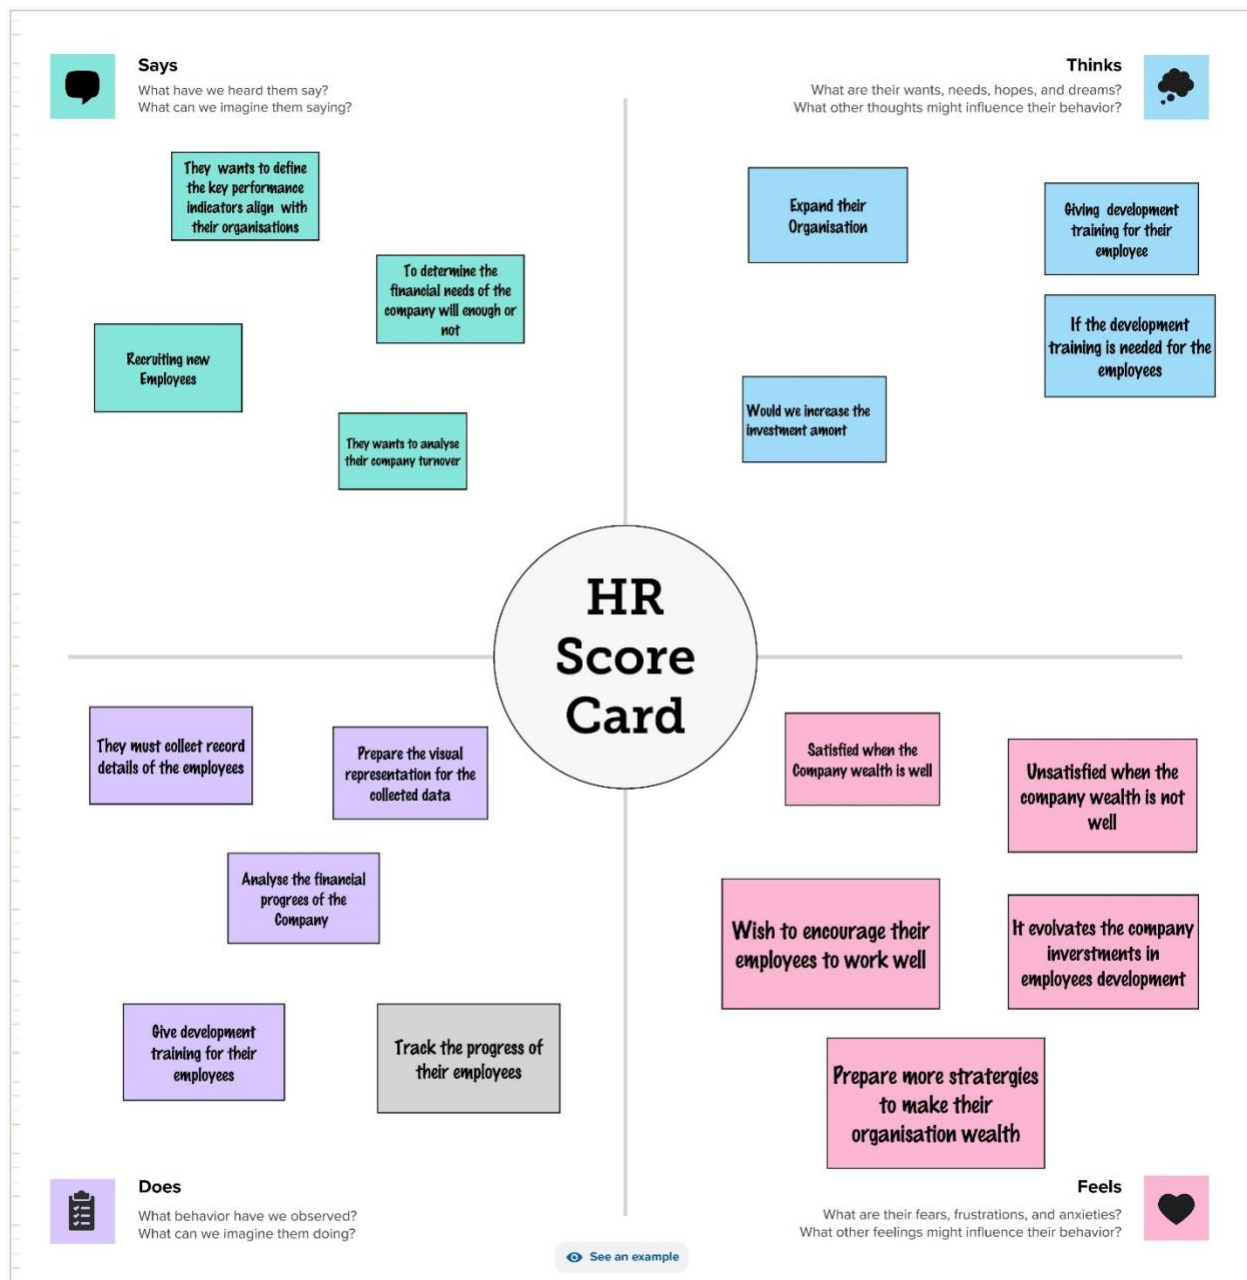 Says
What have we heard them say?
What can we imagine them saying?
They wants to define
the key performance
indicators align with
their organisations
To determine the
financial needs of the
company will enough or
not
Recruiting new
Employees
They wants to analyse
their company turnover
Thinks
What are their wants, needs, hopes, and dreams?
What other thoughts might influence their behavior?
Expand their
Organisation
Giving development
training for their
employee
If the development
training is needed for the
employees
Would we increase the
investment amont
HR
Score
Card
They must collect record
details of the employees
Prepare the visual
representation for the
collected data
Analyse the financial
progrees of the
Company
Give development
training for their
employees
Track the progress of
their employees
Does
What behavior have we observed?
What can we imagine them doing?
Satisfied when the
Company wealth is well
Unsatisfied when the
company wealth is not
well
Wish to encourage their
employees to work well
It evolvates the company
inverstments in
employees development
Prepare more stratergies
to make their
organisation wealth
Feels
What are their fears, frustrations, and anxieties?
What other feelings might influence their behavior?
See an example